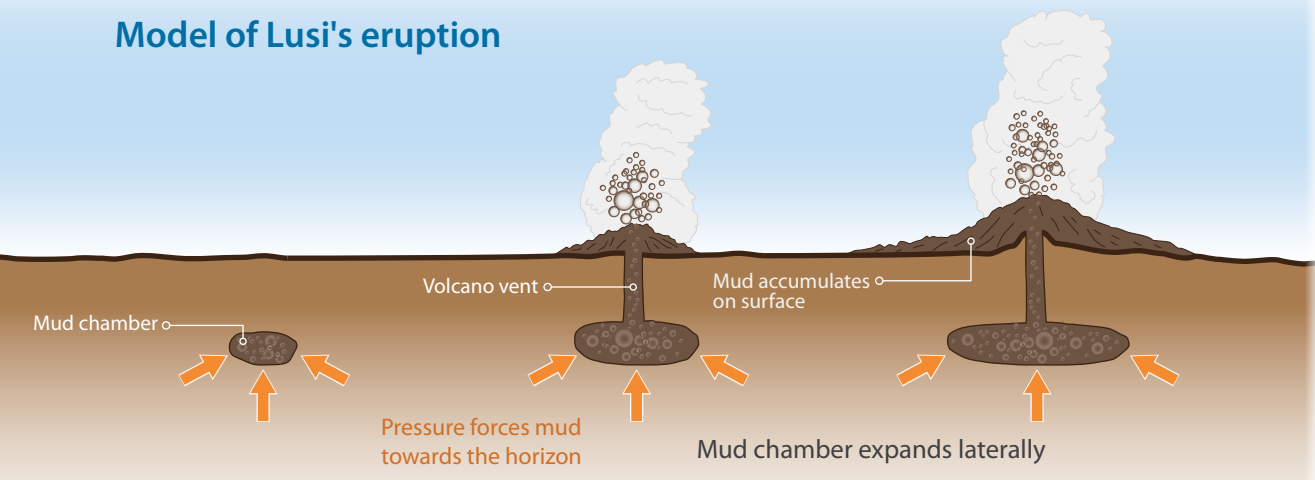 Model of Lusi's eruption
Volcano vent
Mud accumulates
on surface
Mud chamber
Pressure forces mud
towards the horizon
Mud chamber expands laterally